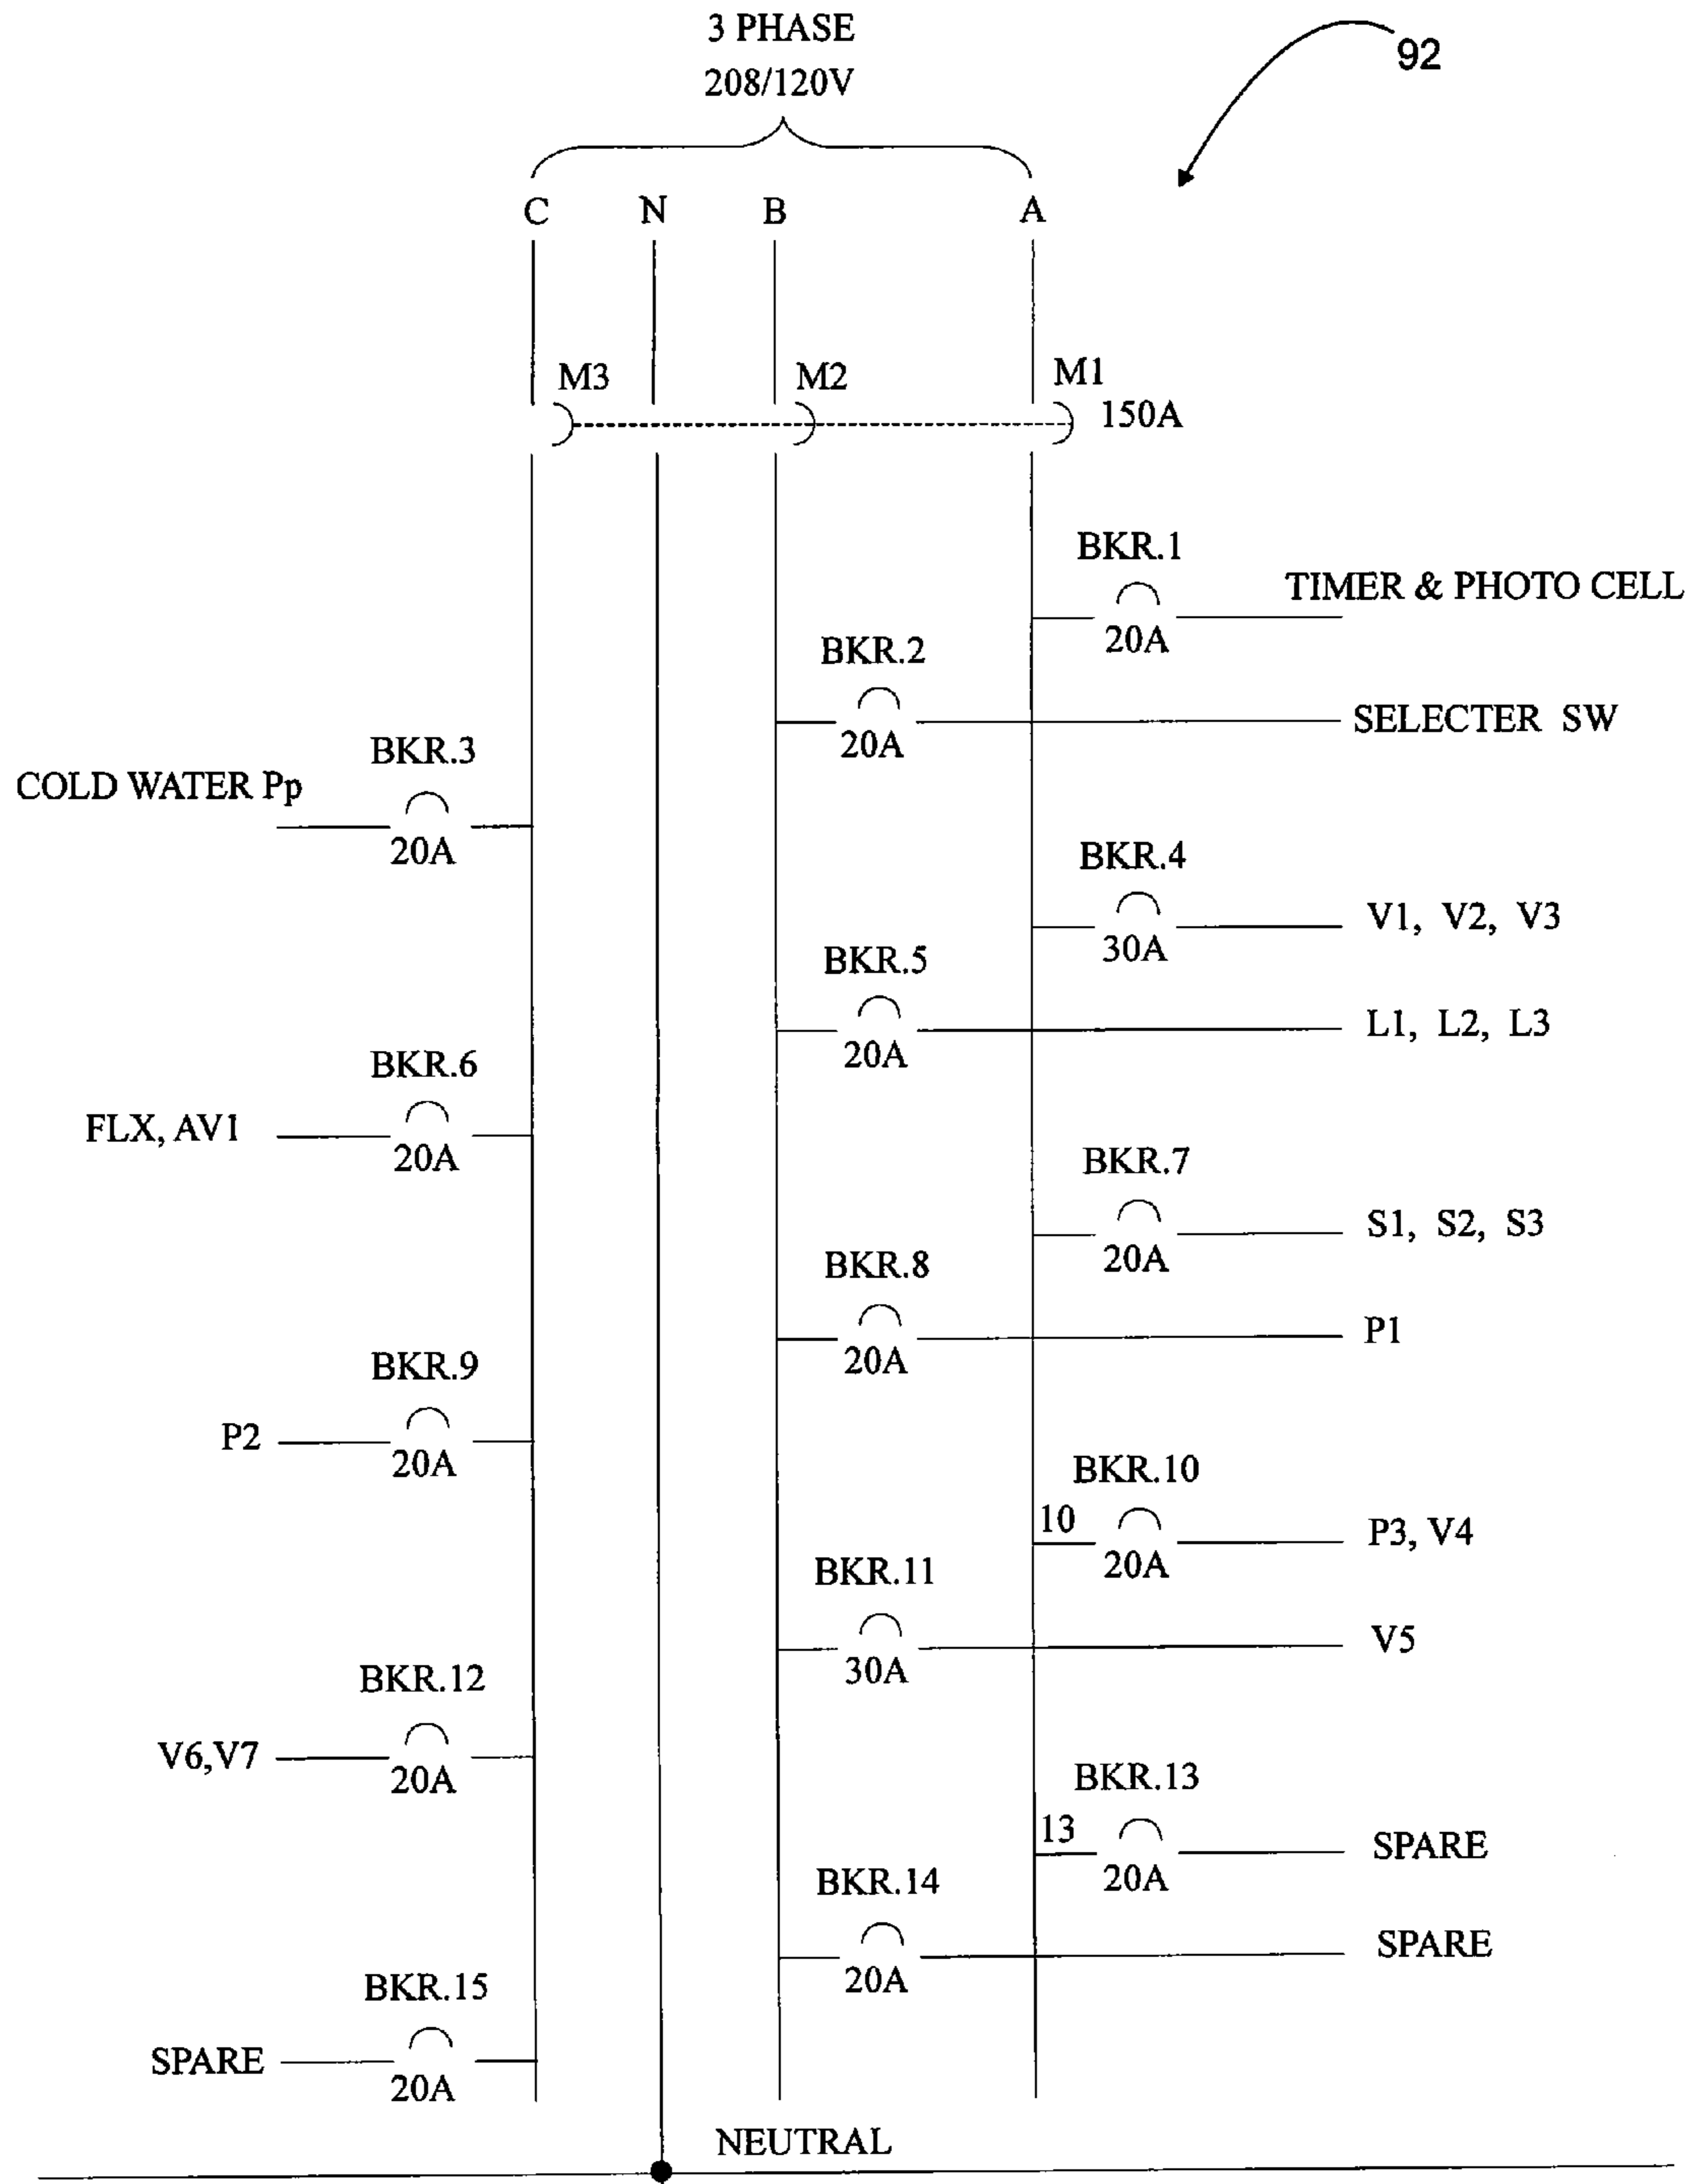 3 PHASE
208/120V
92
C N B A
M3 M2 M1
150A
BKR.1
TIMER & PHOTO CELL
20A
BKR.2
SELECTER SW
20A
BKR.3
COLD WATER Pp
20A
BKR.4
V1, V2, V3
30A
BKR.5
L1, L2, L3
20A
BKR.6
FLX, AV1
20A
BKR.7
S1, S2, S3
20A
BKR.8
P1
20A
BKR.9
P2
20A
BKR.10
10
P3, V4
20A
BKR.11
V5
30A
BKR.12
V6,V7
20A
BKR.13
13
SPARE
20A
BKR.14
SPARE
20A
BKR.15
SPARE
20A
NEUTRAL